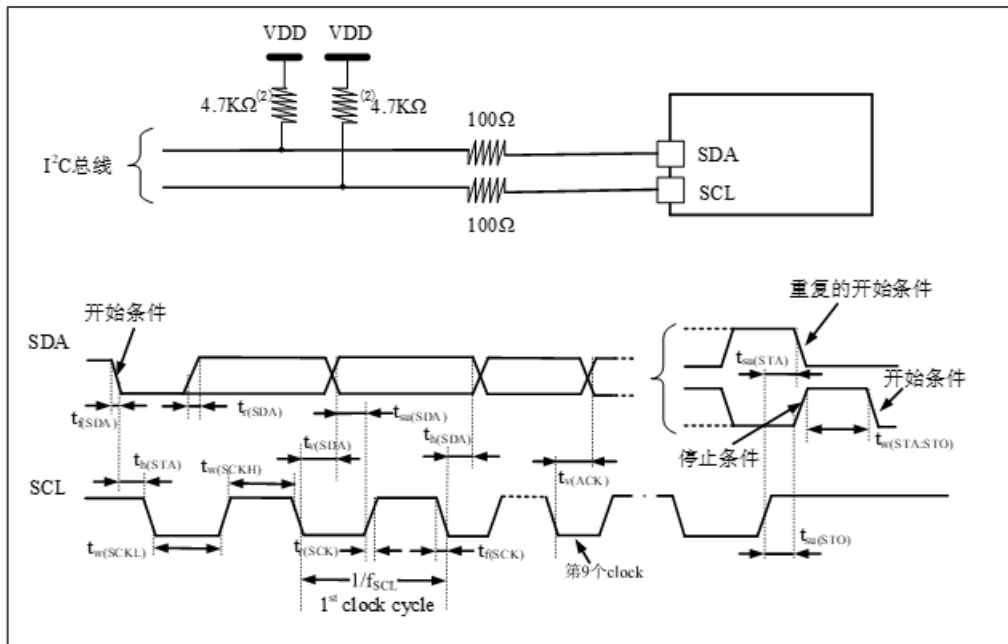 VDD VDD
4.7KΩ(2) (2)4.7KΩ
100Ω
I²C总线
SDA
SCL
100Ω
开始条件
重复的开始条件
SDA
tsu(STA)
开始条件
tf(SDA)
tr(SDA)
tsu(SDA)
tv(SDA)
th(SDA)
停止条件
tw(STA:STO)
th(STA)
tw(SCKH)
tv(ACK)
SCL
tw(SCKL)
tf(SCK)
tf(SCK)
tsu(STO)
第9个clock
1/fSCL
1st clock cycle